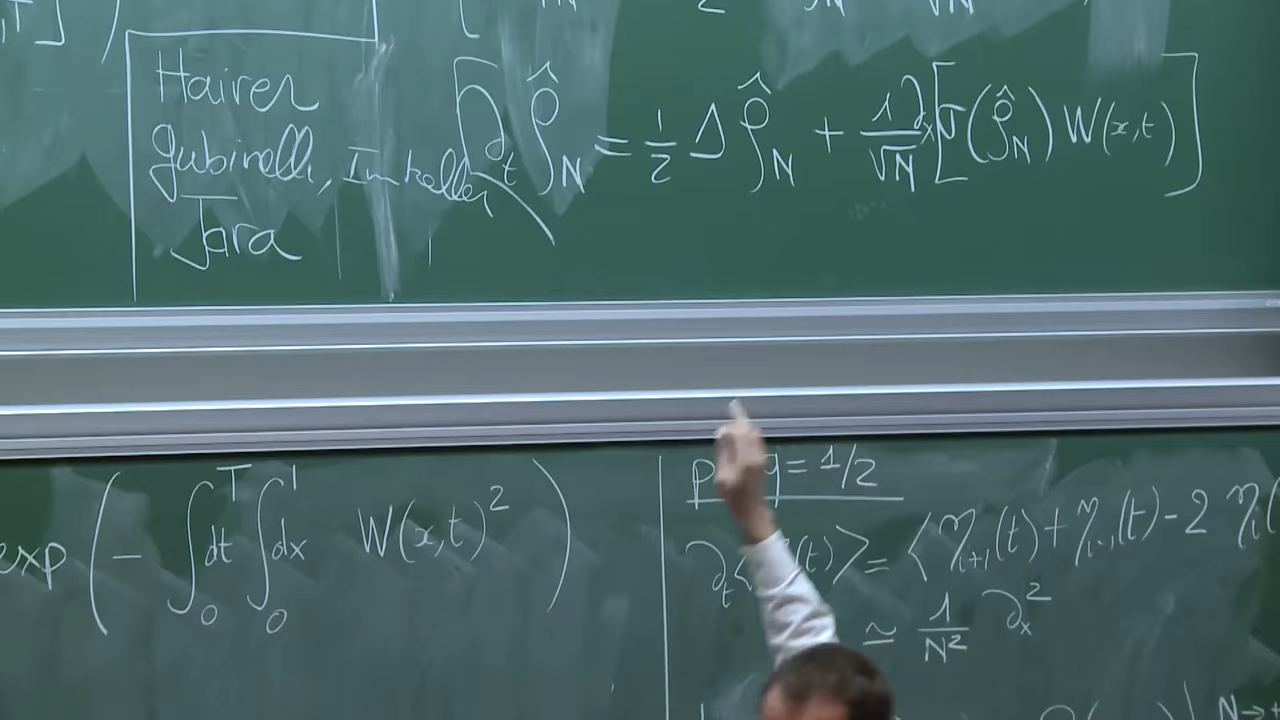 Hairer
Gubinelli, Imkeller,
Jara
∂_t ρ̂_N = 1/2 Δ ρ̂_N + 1/√N ∂_x [σ(ρ̂_N) W(x,t)]
exp ( − ∫_0^T dt ∫_0^1 dx W(x,t)^2 )
p q = 1/2
∂_t ⟨ (t)⟩ = ⟨η_{i+1}(t) + η_{i-1}(t) − 2 η_i(
≃ 1/N^2 ∂_x^2
N→+